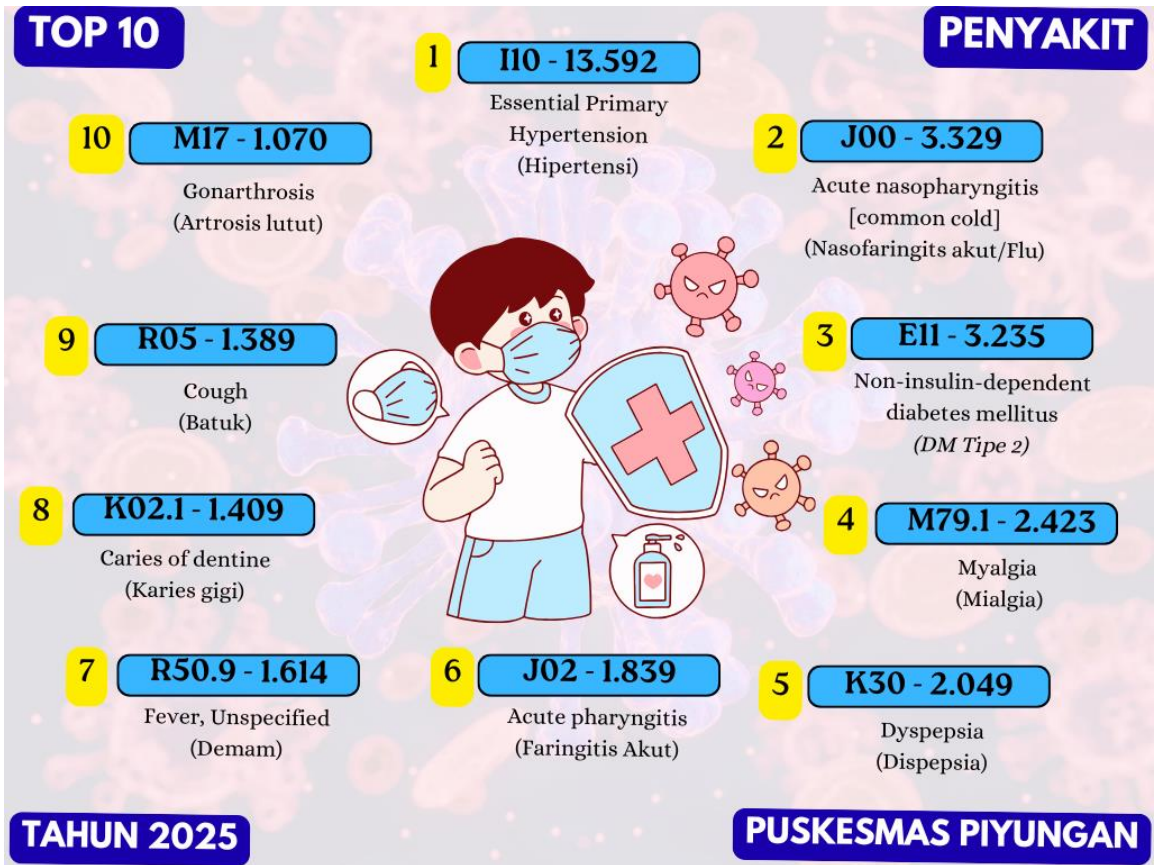 TOP 10
PENYAKIT
1
I10 - 13.592
Essential Primary
Hypertension
(Hipertensi)
2
J00 - 3.329
Acute nasopharyngitis
[common cold]
(Nasofaringits akut/Flu)
3
E11 - 3.235
Non-insulin-dependent
diabetes mellitus
(DM Tipe 2)
4
M79.1 - 2.423
Myalgia
(Mialgia)
5
K30 - 2.049
Dyspepsia
(Dispepsia)
6
J02 - 1.839
Acute pharyngitis
(Faringitis Akut)
7
R50.9 - 1.614
Fever, Unspecified
(Demam)
8
K02.1 - 1.409
Caries of dentine
(Karies gigi)
9
R05 - 1.389
Cough
(Batuk)
10
M17 - 1.070
Gonarthrosis
(Artrosis lutut)
TAHUN 2025
PUSKESMAS PIYUNGAN